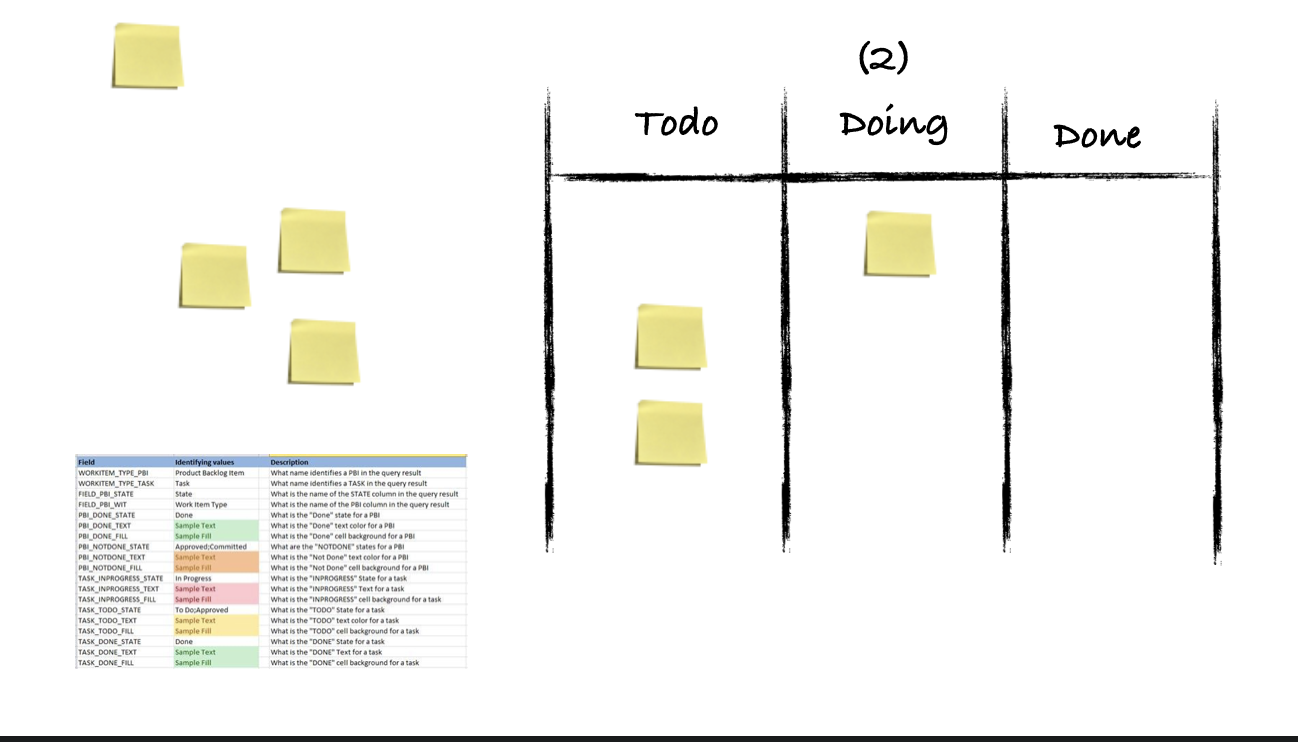 (2)
Todo Doing Done
Field Identifying values Description
WORKITEM_TYPE_PBI Product Backlog Item What name identifies a PBI in the query result
WORKITEM_TYPE_TASK Task What name identifies a TASK in the query result
FIELD_PBI_STATE State What is the name of the STATE column in the query result
FIELD_PBI_WIT Work Item Type What is the name of the PBI column in the query result
PBI_DONE_STATE Done What is the "Done" state for a PBI
PBI_DONE_TEXT Sample Text What is the "Done" text color for a PBI
PBI_DONE_FILL Sample Fill What is the "Done" cell background for a PBI
PBI_NOTDONE_STATE Approved;Committed What are the "NOTDONE" states for a PBI
PBI_NOTDONE_TEXT Sample Text What is the "Not Done" text color for a PBI
PBI_NOTDONE_FILL Sample Fill What is the "Not Done" cell background for a PBI
TASK_INPROGRESS_STATE In Progress What is the "INPROGRESS" State for a task
TASK_INPROGRESS_TEXT Sample Text What is the "INPROGRESS" Text for a task
TASK_INPROGRESS_FILL Sample Fill What is the "INPROGRESS" cell background for a task
TASK_TODO_STATE To Do;Approved What is the "TODO" State for a task
TASK_TODO_TEXT Sample Text What is the "TODO" text color for a task
TASK_TODO_FILL Sample Fill What is the "TODO" cell background for a task
TASK_DONE_STATE Done What is the "DONE" State for a task
TASK_DONE_TEXT Sample Text What is the "DONE" Text for a task
TASK_DONE_FILL Sample Fill What is the "DONE" cell background for a task